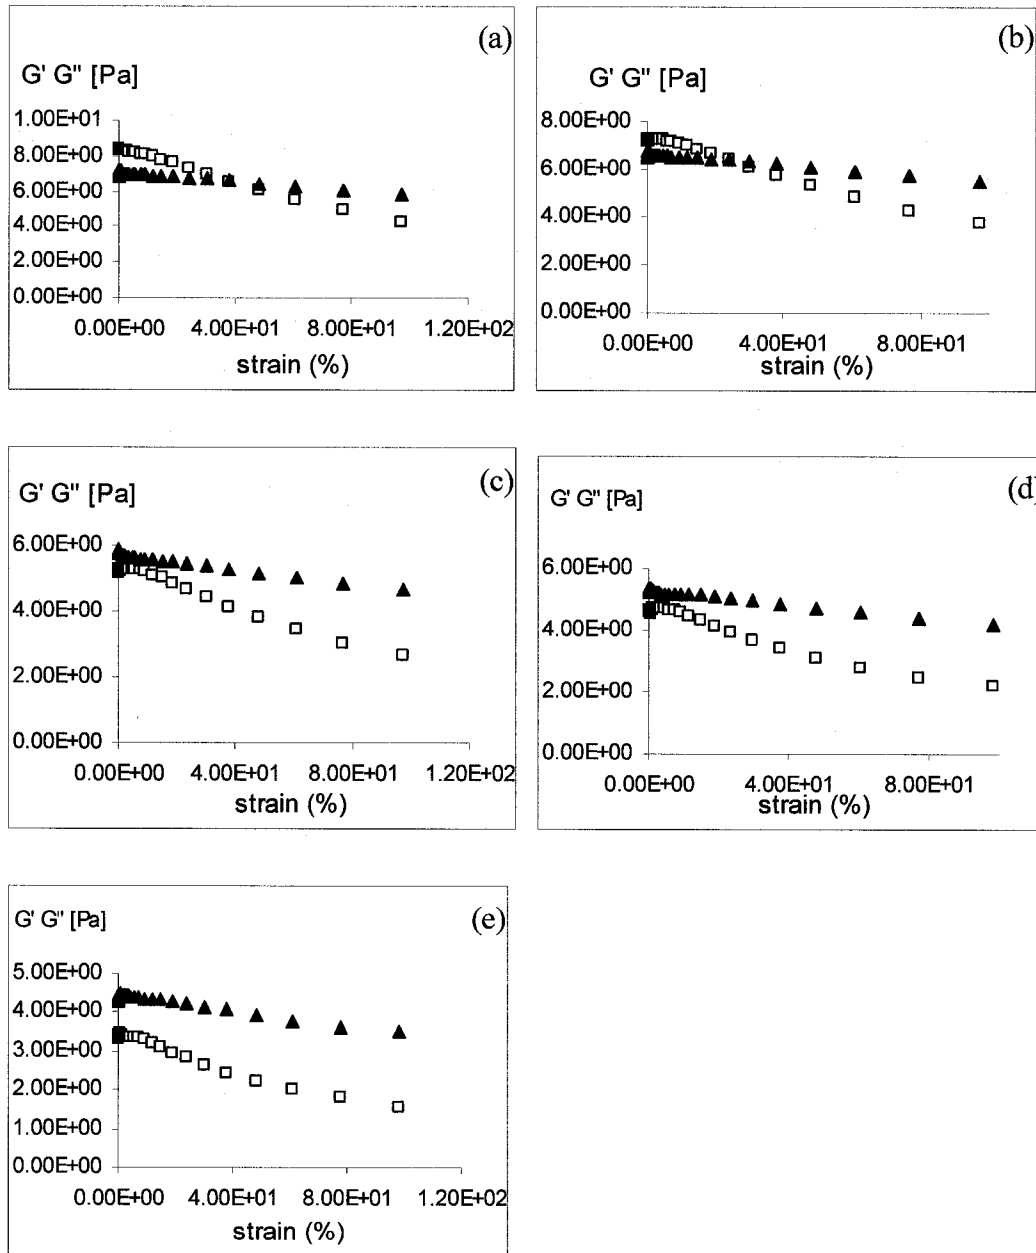 (a)
G' G" [Pa]
1.00E+01
8.00E+00
6.00E+00
4.00E+00
2.00E+00
0.00E+00
0.00E+00 4.00E+01 8.00E+01 1.20E+02
strain (%)
(b)
G' G" [Pa]
8.00E+00
6.00E+00
4.00E+00
2.00E+00
0.00E+00
0.00E+00 4.00E+01 8.00E+01
strain (%)
(c)
G' G" [Pa]
6.00E+00
4.00E+00
2.00E+00
0.00E+00
0.00E+00 4.00E+01 8.00E+01 1.20E+02
strain (%)
(d)
G' G" [Pa]
6.00E+00
4.00E+00
2.00E+00
0.00E+00
0.00E+00 4.00E+01 8.00E+01
strain (%)
(e)
G' G" [Pa]
5.00E+00
4.00E+00
3.00E+00
2.00E+00
1.00E+00
0.00E+00
0.00E+00 4.00E+01 8.00E+01 1.20E+02
strain (%)